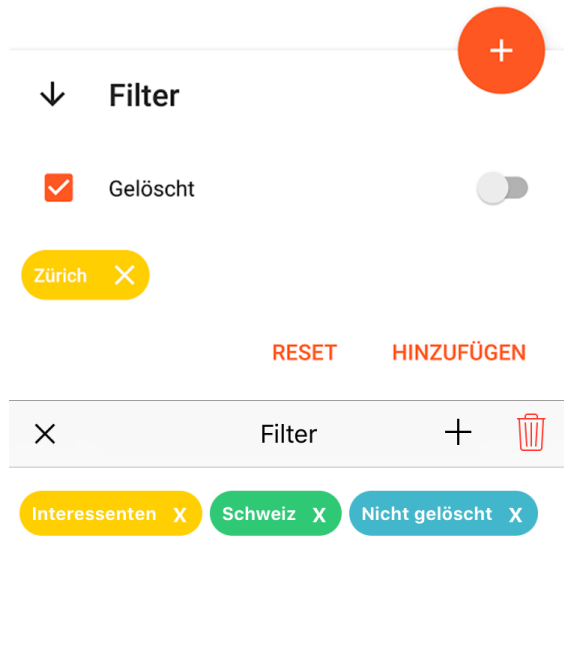 Filter
Gelöscht
Zürich
RESET HINZUFÜGEN
Filter
Interessenten x Schweiz x Nicht gelöscht x